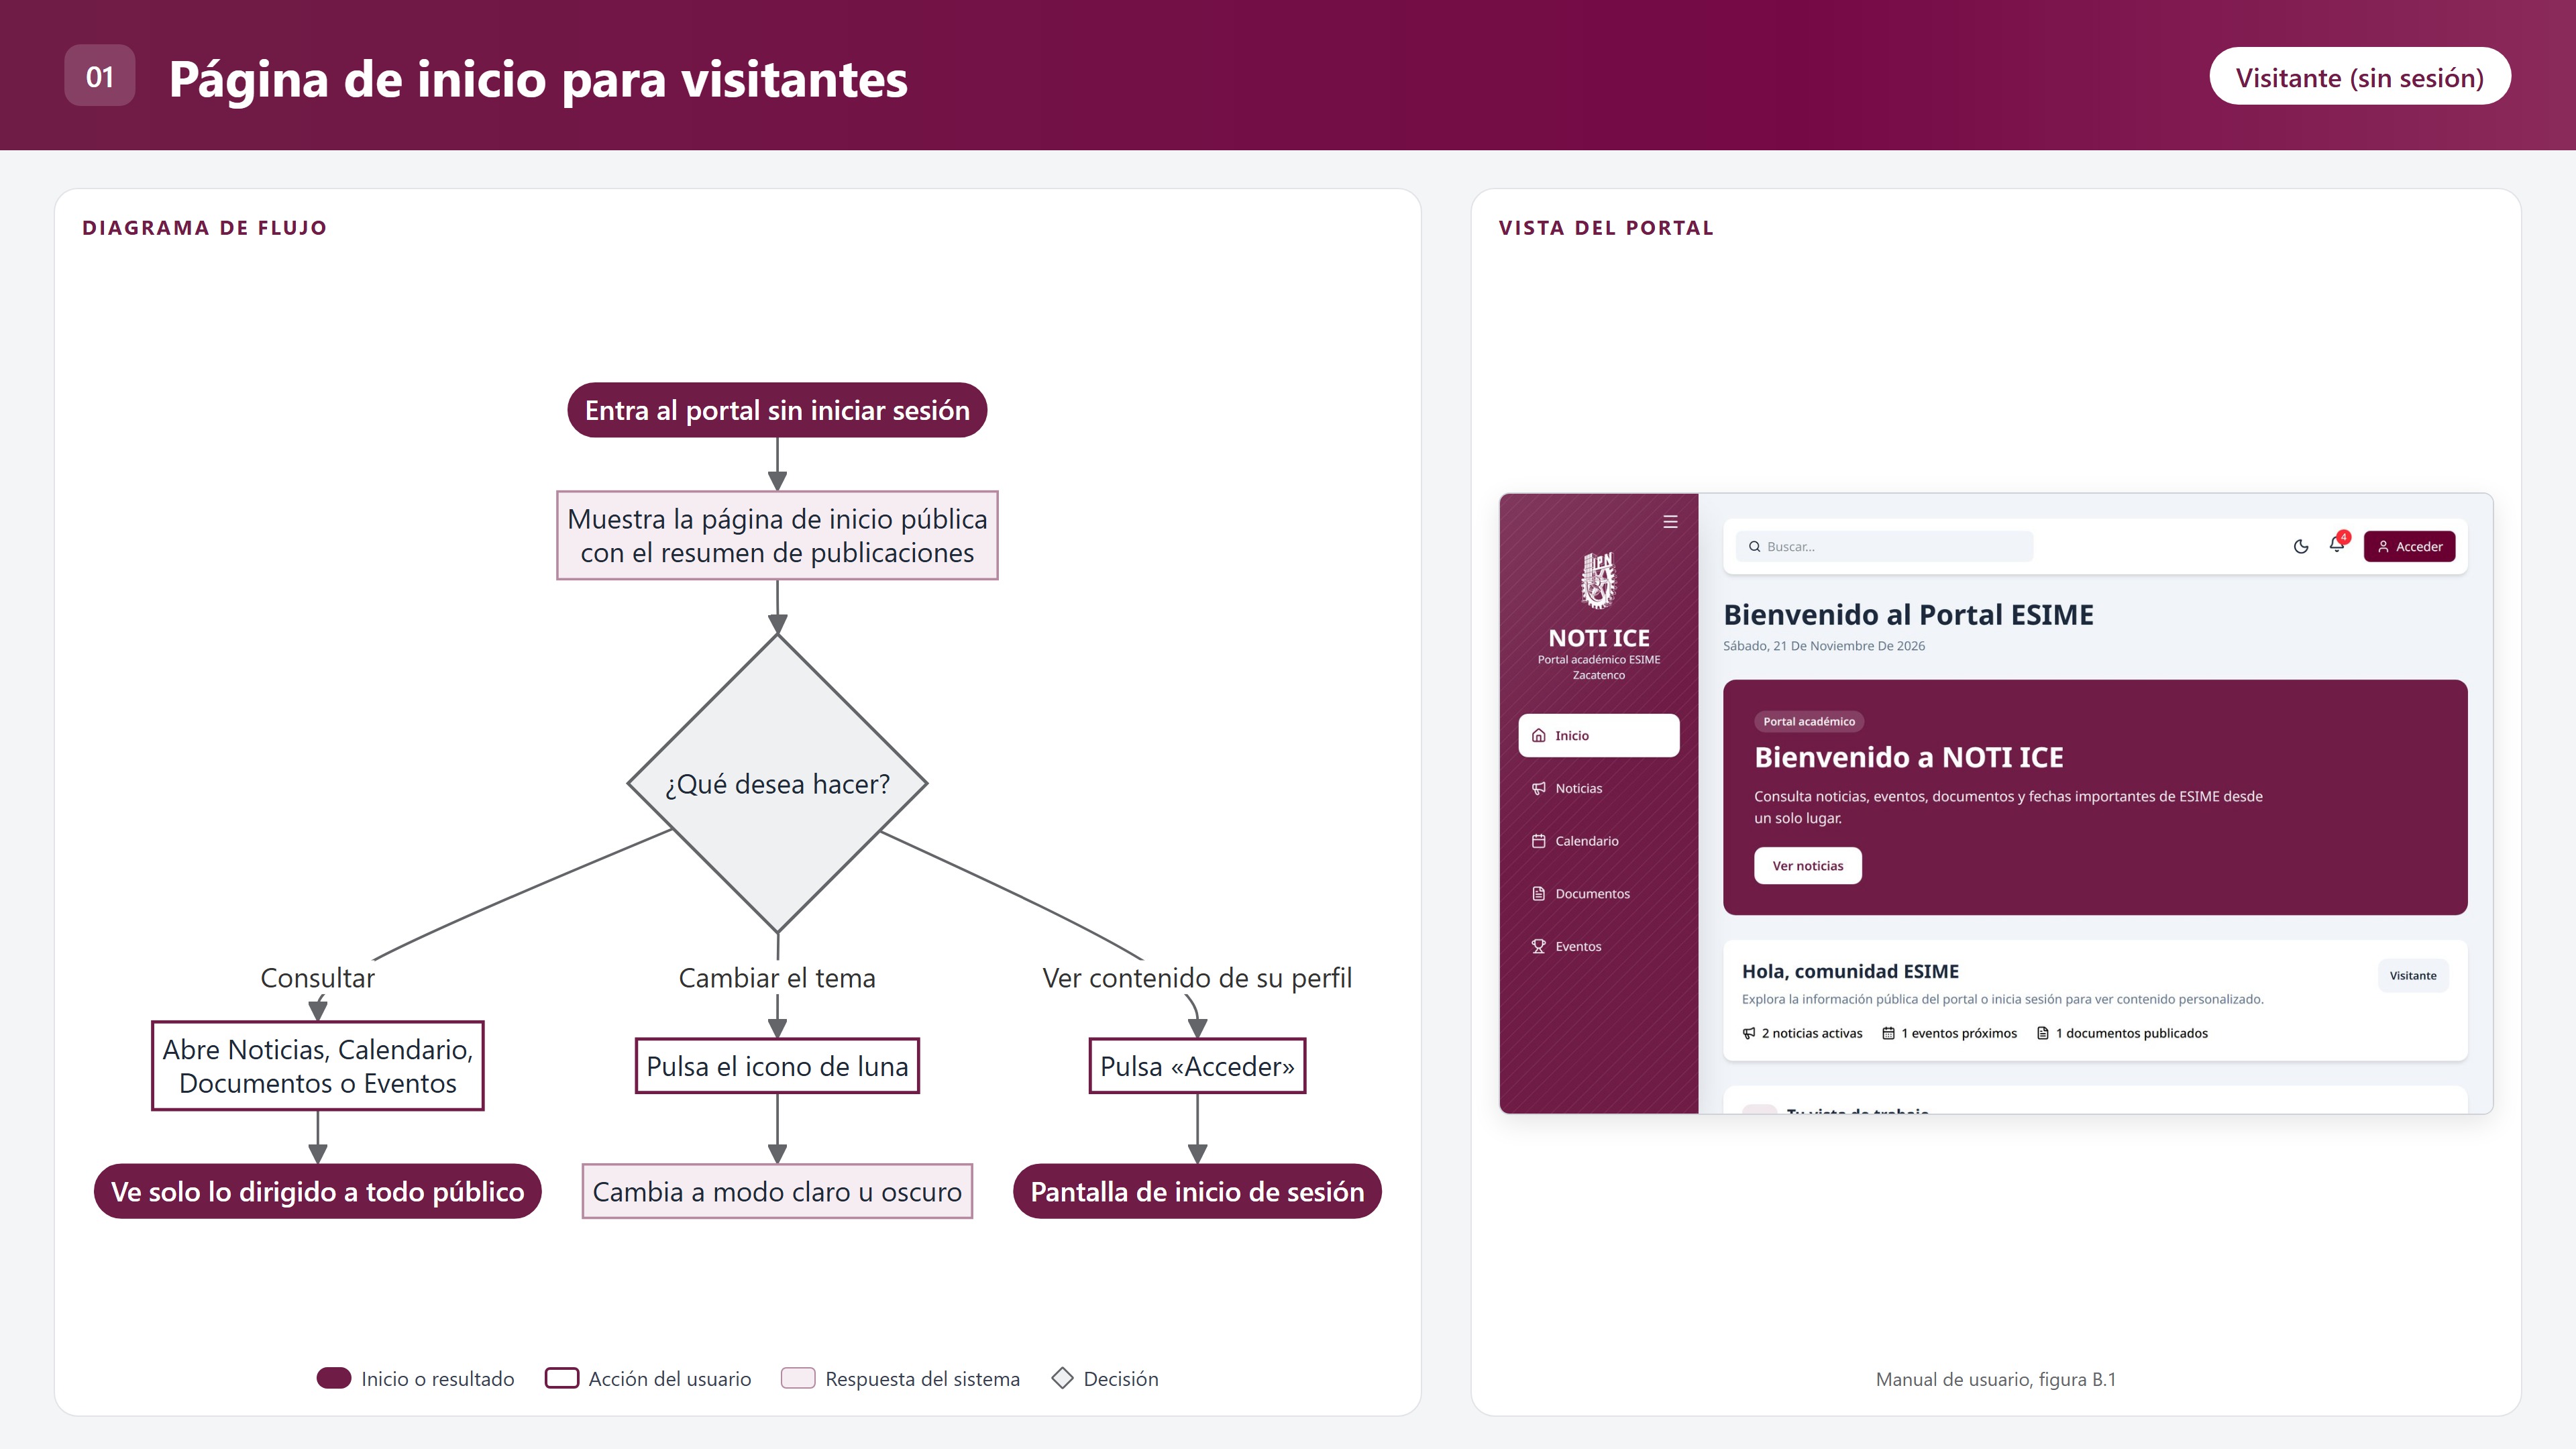 01
Página de inicio para visitantes
Visitante (sin sesión)
DIAGRAMA DE FLUJO
Entra al portal sin iniciar sesión
Muestra la página de inicio pública
con el resumen de publicaciones
¿Qué desea hacer?
Consultar
Cambiar el tema
Ver contenido de su perfil
Abre Noticias, Calendario,
Documentos o Eventos
Pulsa el icono de luna
Pulsa «Acceder»
Ve solo lo dirigido a todo público
Cambia a modo claro u oscuro
Pantalla de inicio de sesión
Inicio o resultado
Acción del usuario
Respuesta del sistema
Decisión
VISTA DEL PORTAL
IPN
NOTI ICE
Portal académico ESIME
Zacatenco
Inicio
Noticias
Calendario
Documentos
Eventos
Buscar...
4
Acceder
Bienvenido al Portal ESIME
Sábado, 21 De Noviembre De 2026
Portal académico
Bienvenido a NOTI ICE
Consulta noticias, eventos, documentos y fechas importantes de ESIME desde
un solo lugar.
Ver noticias
Hola, comunidad ESIME
Visitante
Explora la información pública del portal o inicia sesión para ver contenido personalizado.
2 noticias activas
1 eventos próximos
1 documentos publicados
Tu vista de trabajo
Manual de usuario, figura B.1